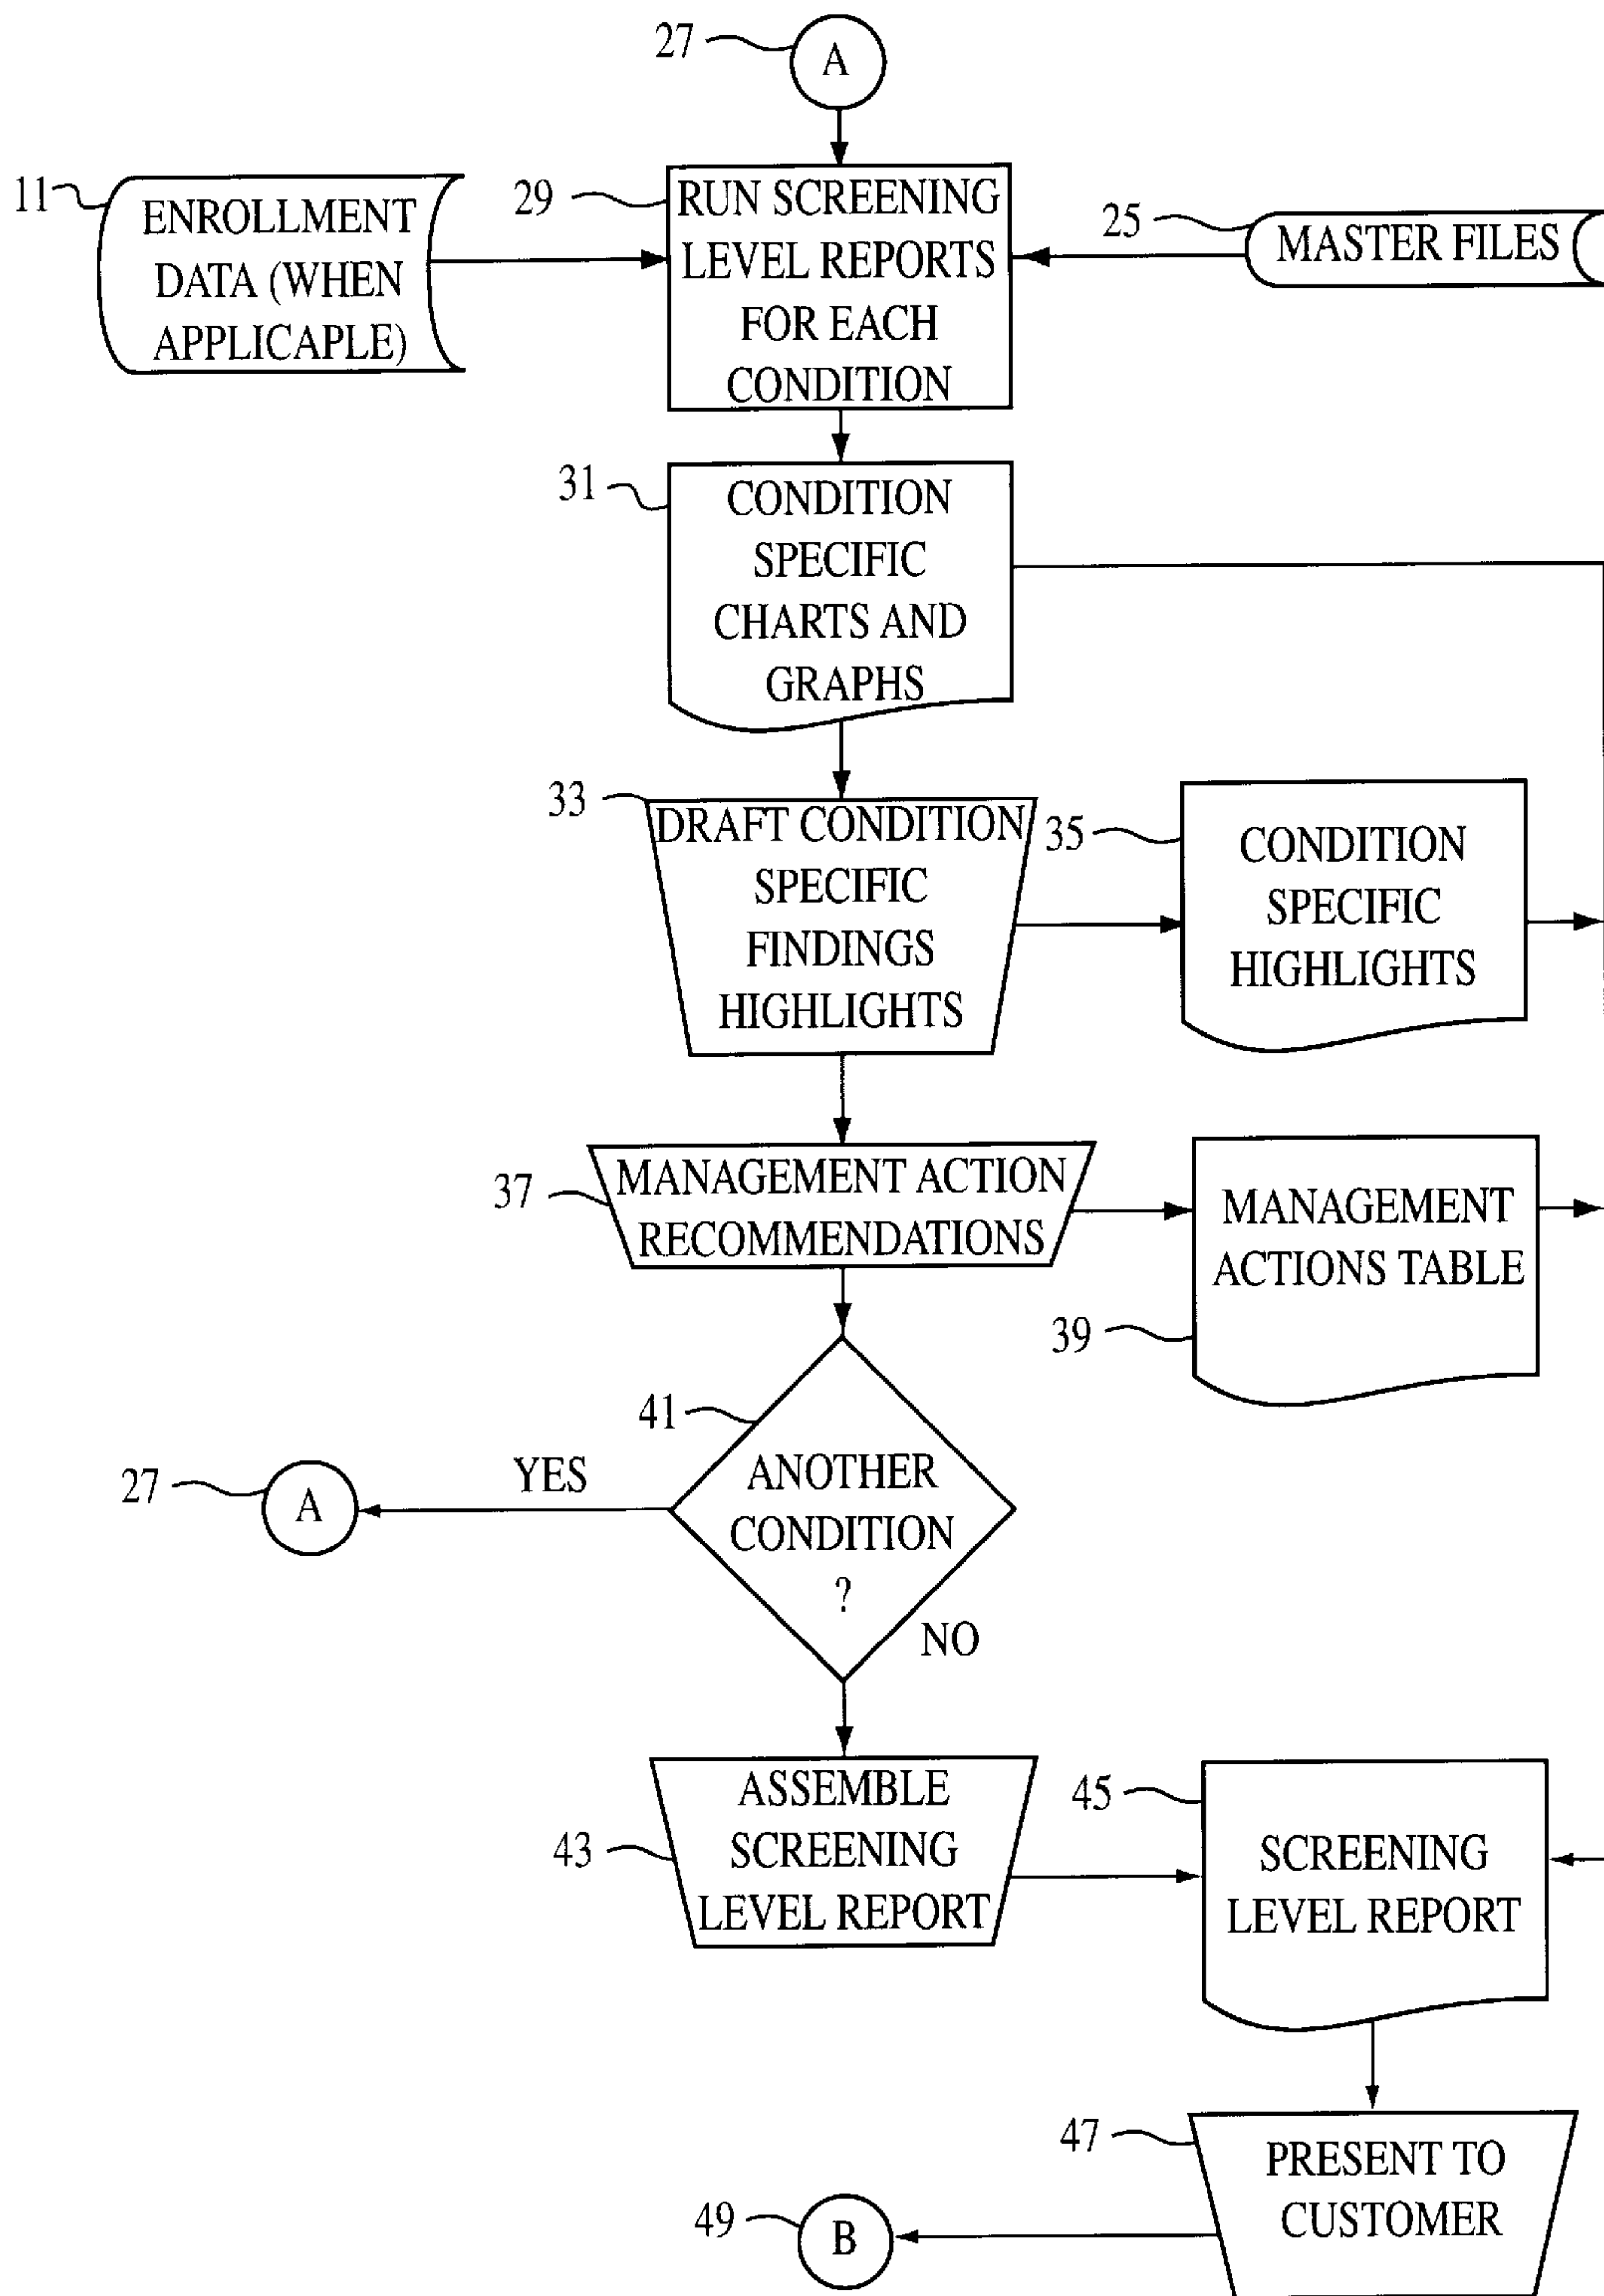 27
A
11
ENROLLMENT
DATA (WHEN
APPLICAPLE)
29
RUN SCREENING
LEVEL REPORTS
FOR EACH
CONDITION
25
MASTER FILES
31
CONDITION
SPECIFIC
CHARTS AND
GRAPHS
33
DRAFT CONDITION
SPECIFIC
FINDINGS
HIGHLIGHTS
35
CONDITION
SPECIFIC
HIGHLIGHTS
37
MANAGEMENT ACTION
RECOMMENDATIONS
MANAGEMENT
ACTIONS TABLE
39
41
ANOTHER
CONDITION
?
YES
27
A
NO
43
ASSEMBLE
SCREENING
LEVEL REPORT
45
SCREENING
LEVEL REPORT
47
PRESENT TO
CUSTOMER
49
B